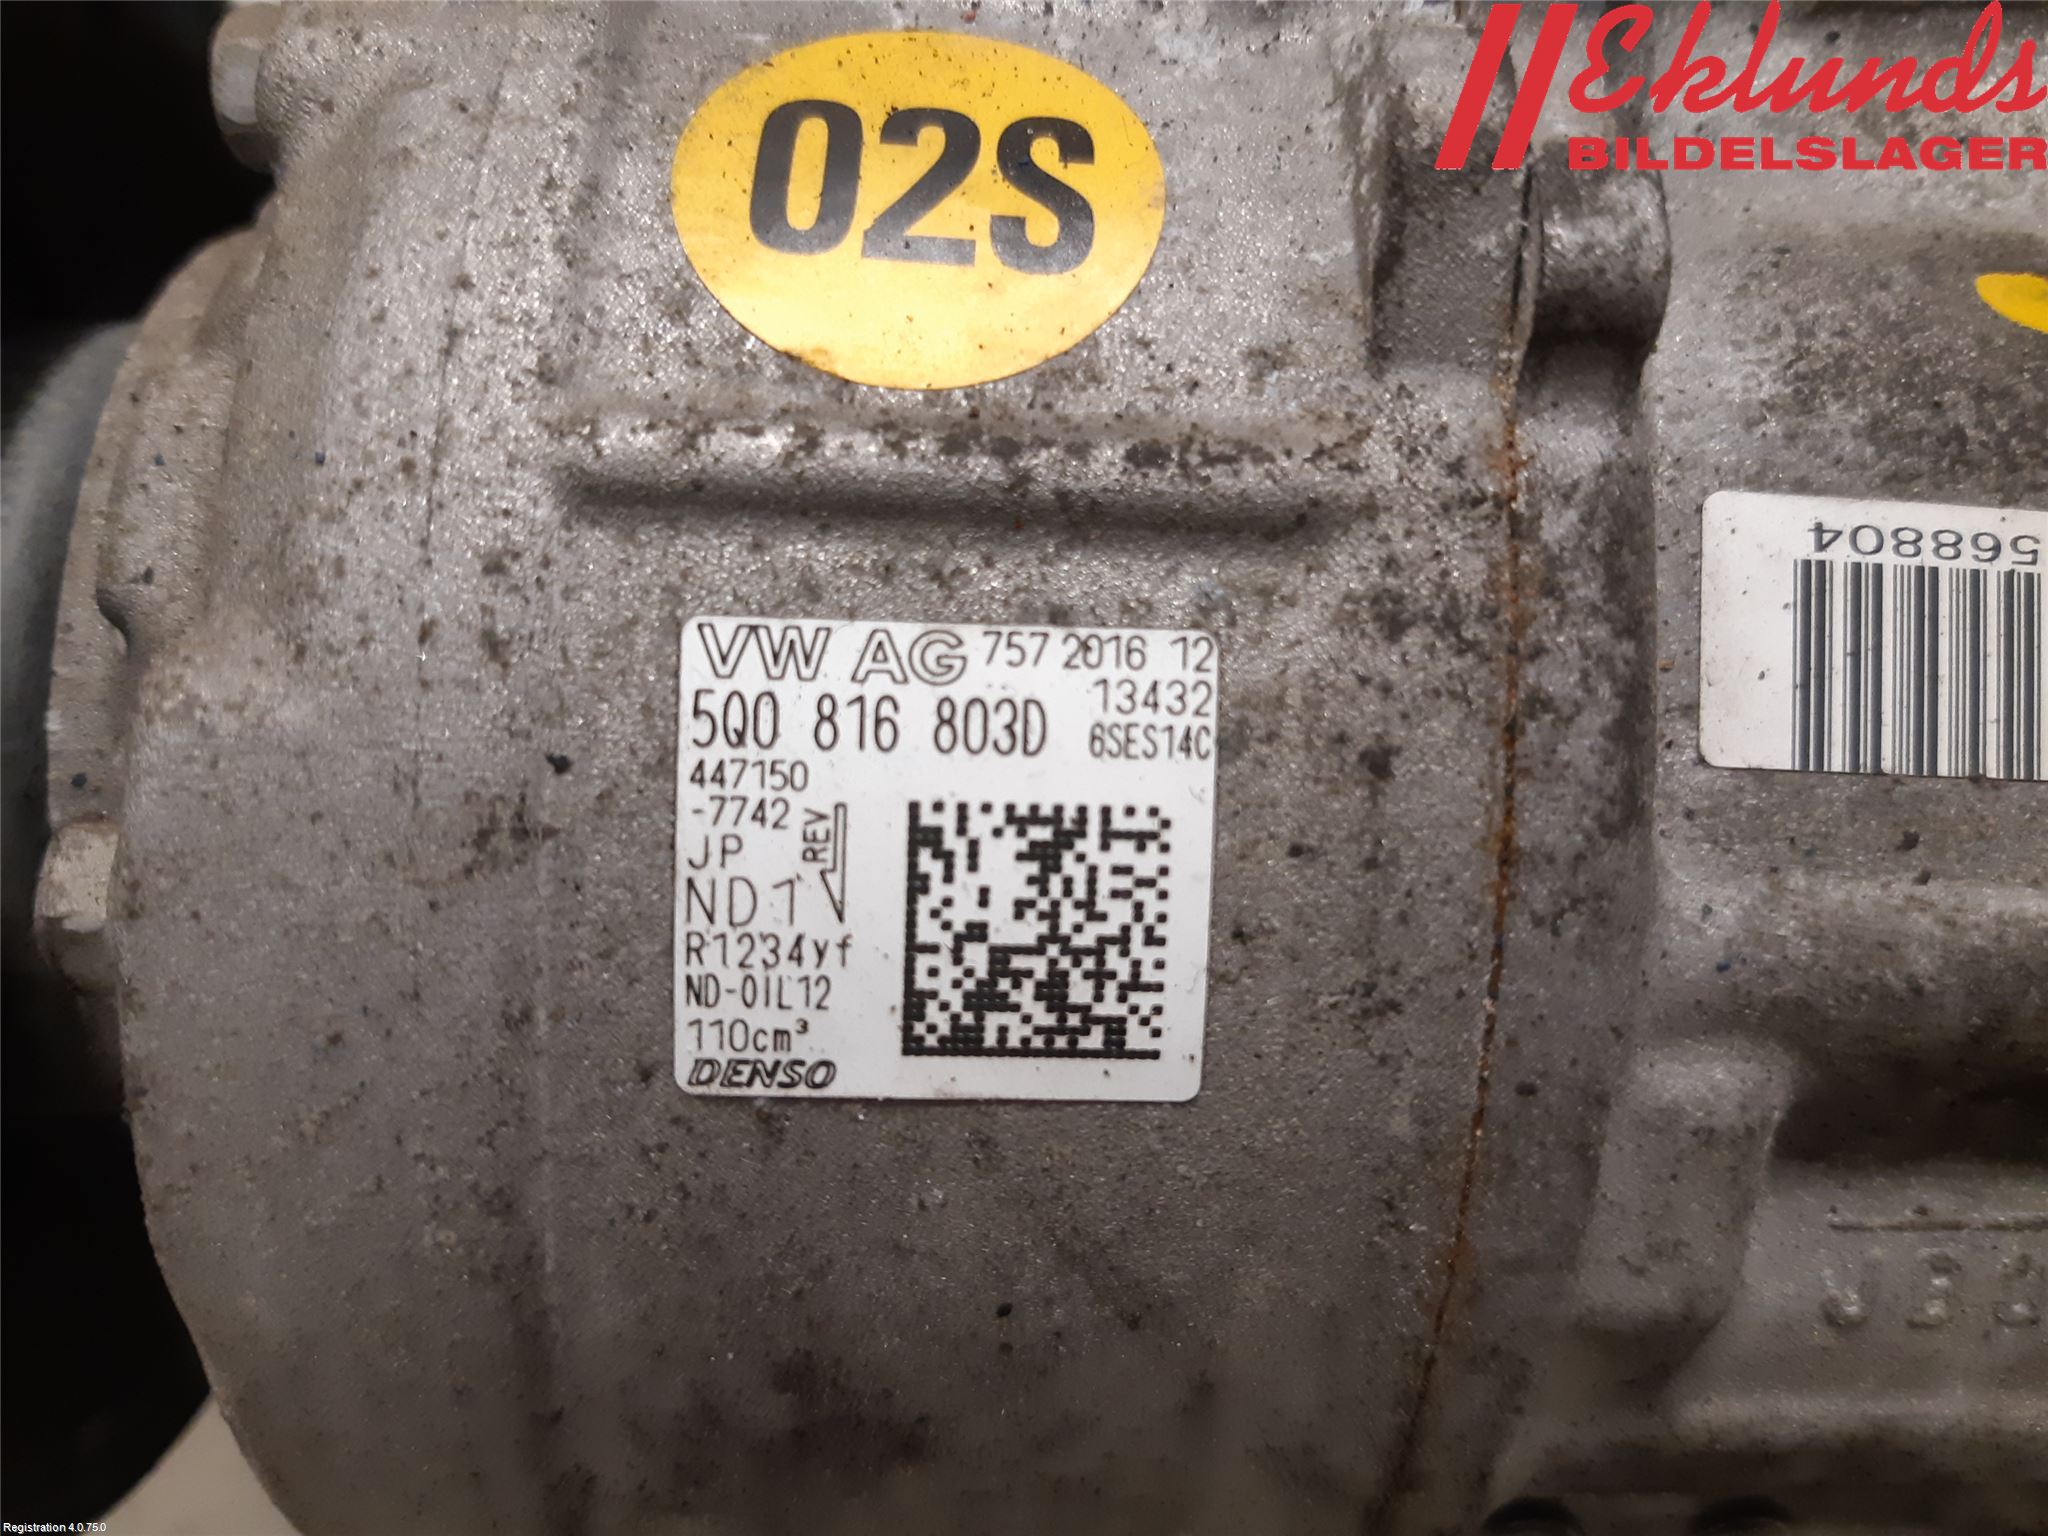 Eklunds
BILDELSLAGER
02S
568804
VW AG 757 2016 12
13432
5Q0 816 803D 6SES14C
447150
-7742
REV
JP
ND1
R1234yf
ND-OIL12
110cm³
DENSO
Registration 4.0.75.0